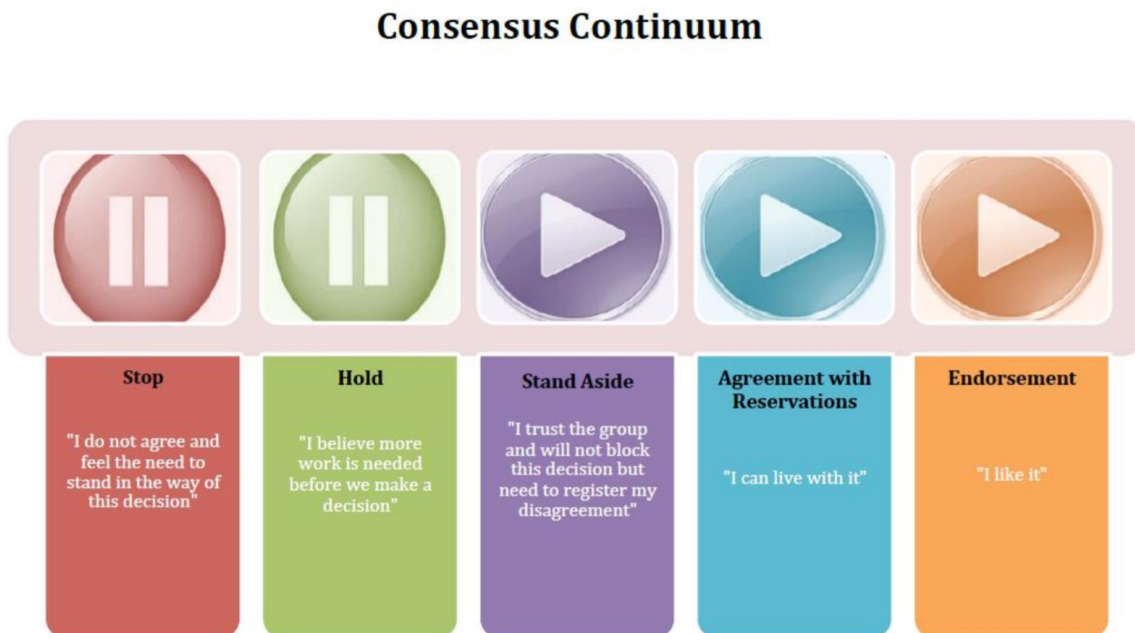 Consensus Continuum
Stop
"I do not agree and
feel the need to
stand in the way of
this decision"
Hold
"I believe more
work is needed
before we make a
decision"
Stand Aside
"I trust the group
and will not block
this decision but
need to register my
disagreement"
Agreement with
Reservations
"I can live with it"
Endorsement
"I like it"